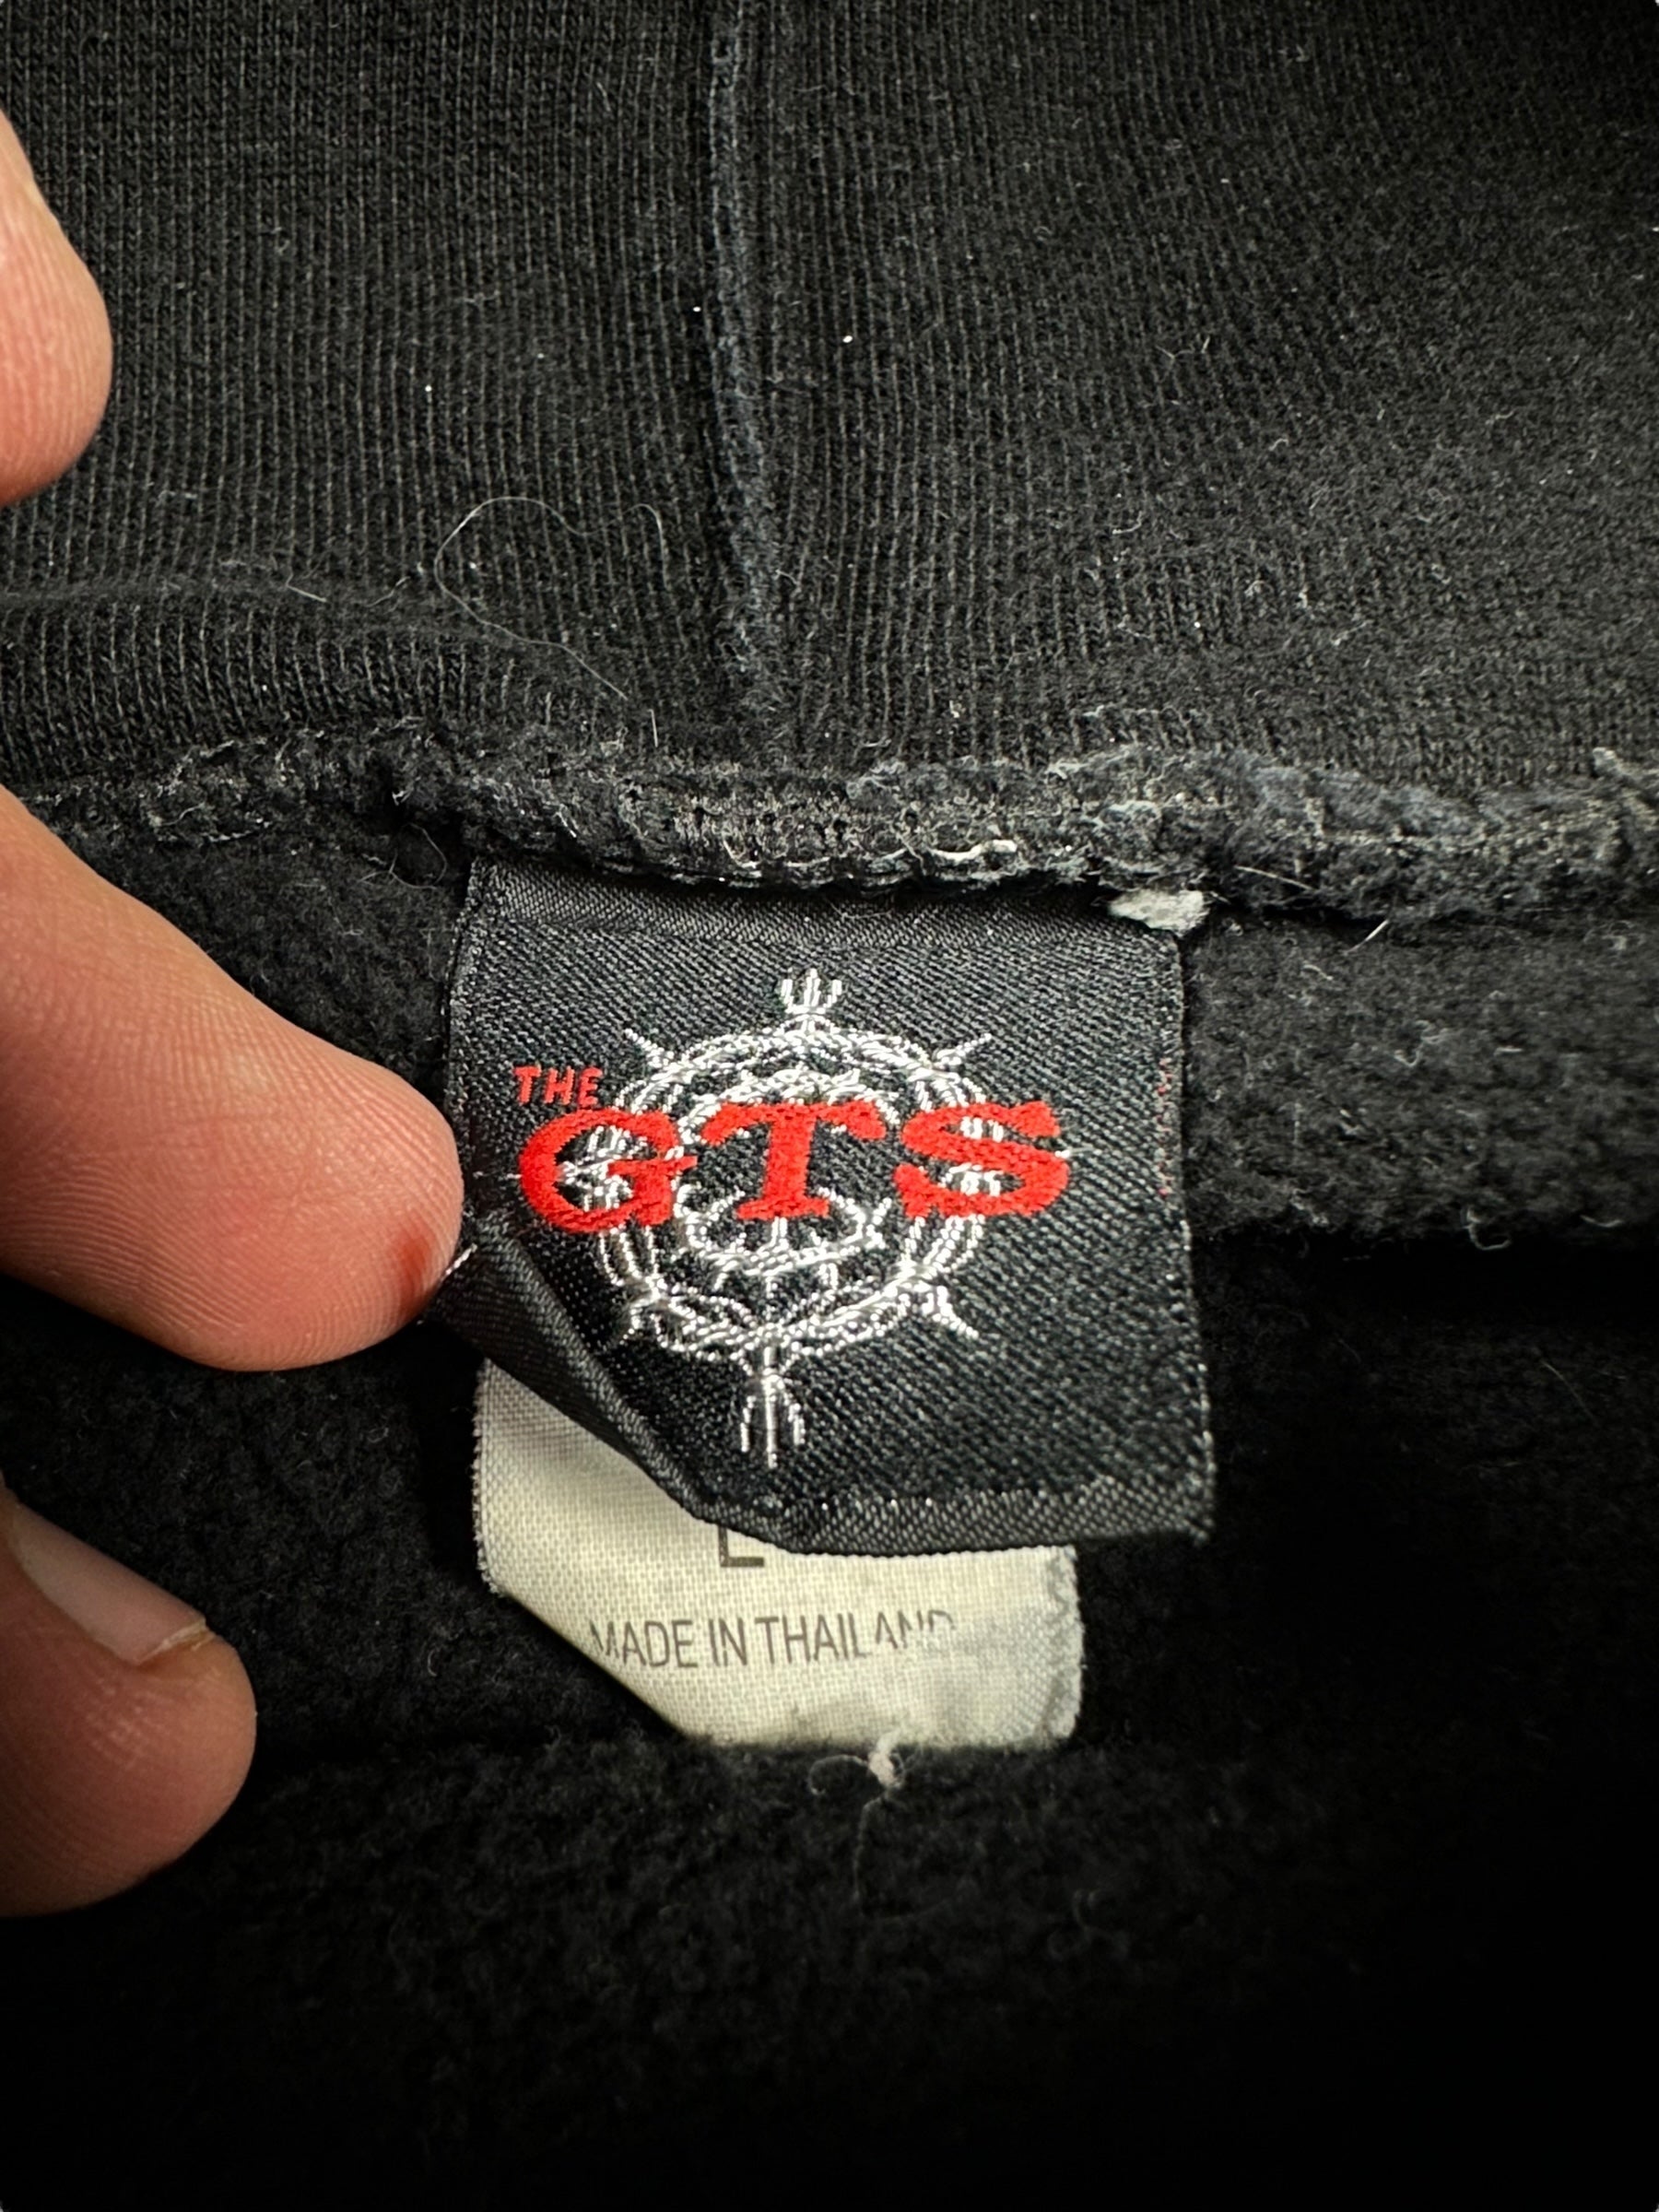 THE
GTS
L
MADE IN THAILAND